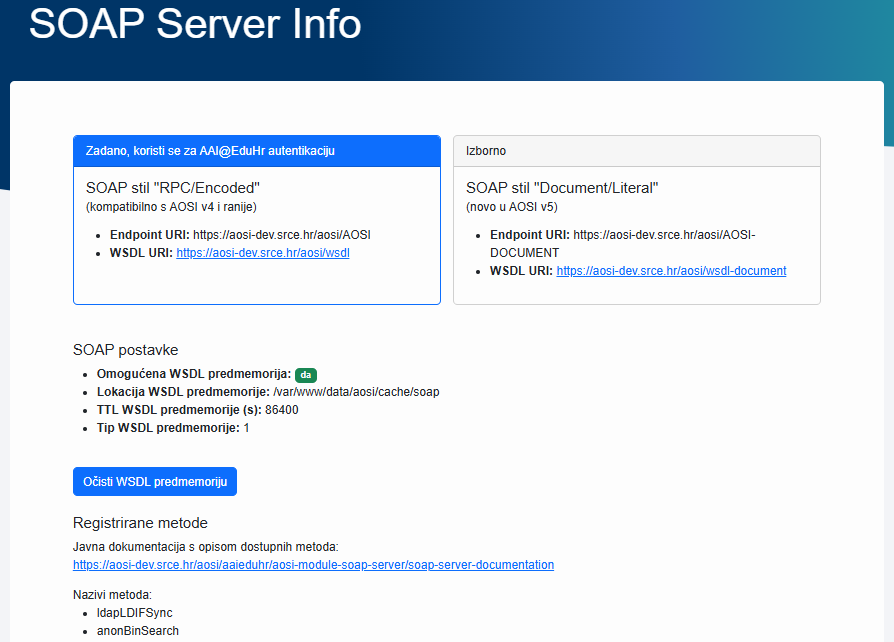 SOAP Server Info
Zadano, koristi se za AAI@EduHr autentikaciju
SOAP stil "RPC/Encoded"
(kompatibilno s AOSI v4 i ranije)
Endpoint URI: https://aosi-dev.srce.hr/aosi/AOSI
WSDL URI: https://aosi-dev.srce.hr/aosi/wsdl
Izborno
SOAP stil "Document/Literal"
(novo u AOSI v5)
Endpoint URI: https://aosi-dev.srce.hr/aosi/AOSI-
DOCUMENT
WSDL URI: https://aosi-dev.srce.hr/aosi/wsdl-document
SOAP postavke
Omogućena WSDL predmemorija: da
Lokacija WSDL predmemorije: /var/www/data/aosi/cache/soap
TTL WSDL predmemorije (s): 86400
Tip WSDL predmemorije: 1
Očisti WSDL predmemoriju
Registrirane metode
Javna dokumentacija s opisom dostupnih metoda:
https://aosi-dev.srce.hr/aosi/aaieduhr/aosi-module-soap-server/soap-server-documentation
Nazivi metoda:
ldapLDIFSync
anonBinSearch